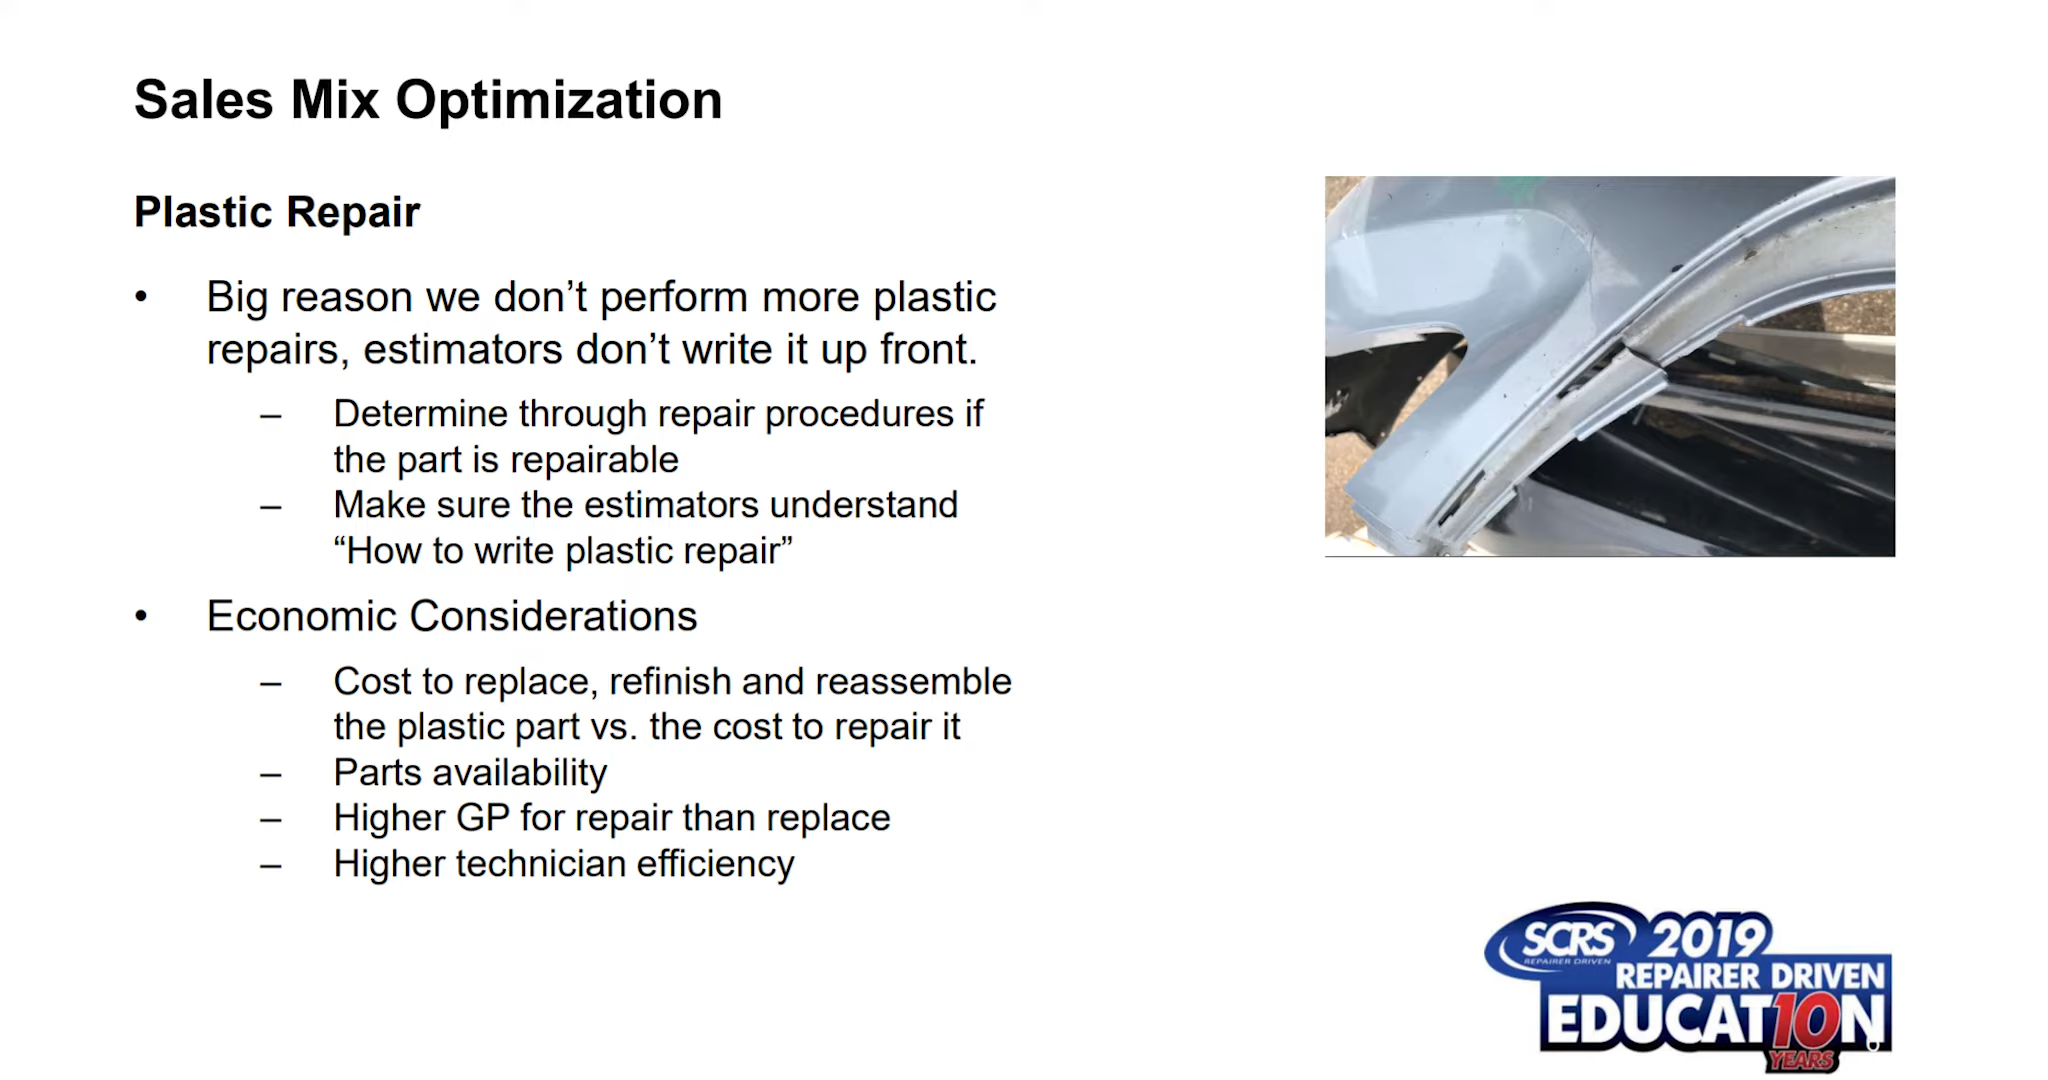 Sales Mix Optimization
Plastic Repair
• Big reason we don’t perform more plastic
repairs, estimators don’t write it up front.
– Determine through repair procedures if
the part is repairable
– Make sure the estimators understand
“How to write plastic repair”
• Economic Considerations
– Cost to replace, refinish and reassemble
the plastic part vs. the cost to repair it
– Parts availability
– Higher GP for repair than replace
– Higher technician efficiency
SCRS 2019
REPAIRER DRIVEN
REPAIRER DRIVEN
EDUCAT10N
YEARS